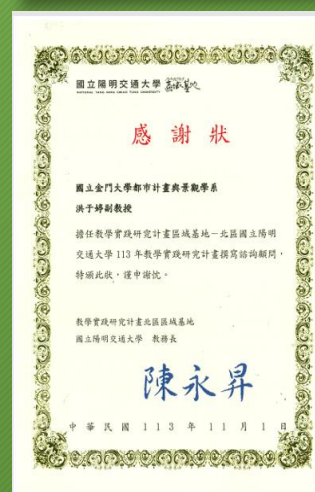 國立陽明交通大學
NATIONAL YANG MING CHIAO TUNG UNIVERSITY
感謝狀
國立金門大學都市計畫與景觀學系
洪于婷副教授
擔任教學實踐研究計畫區域基地－北區國立陽明
交通大學 113 年教學實踐研究計畫撰寫諮詢顧問，
特頒此狀，謹申謝忱。
教學實踐研究計畫北區區域基地
國立陽明交通大學 教務長
陳永昇
中華民國 113 年 11 月 1 日